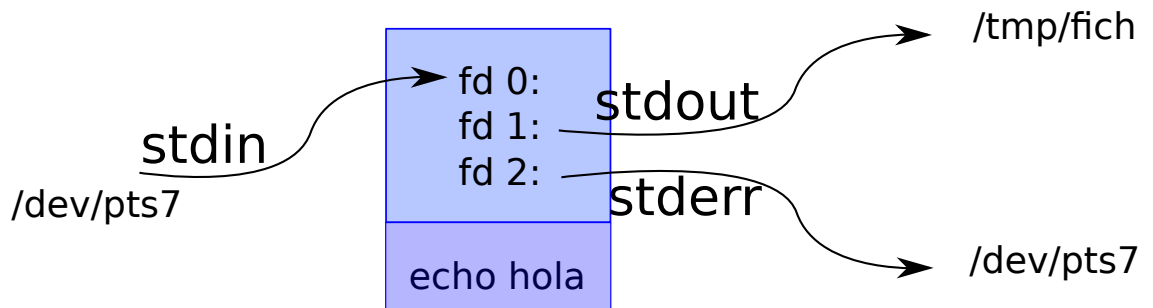 /tmp/fich
fd 0:
stdout
fd 1:
stdin
fd 2:
stderr
/dev/pts7
/dev/pts7
echo hola